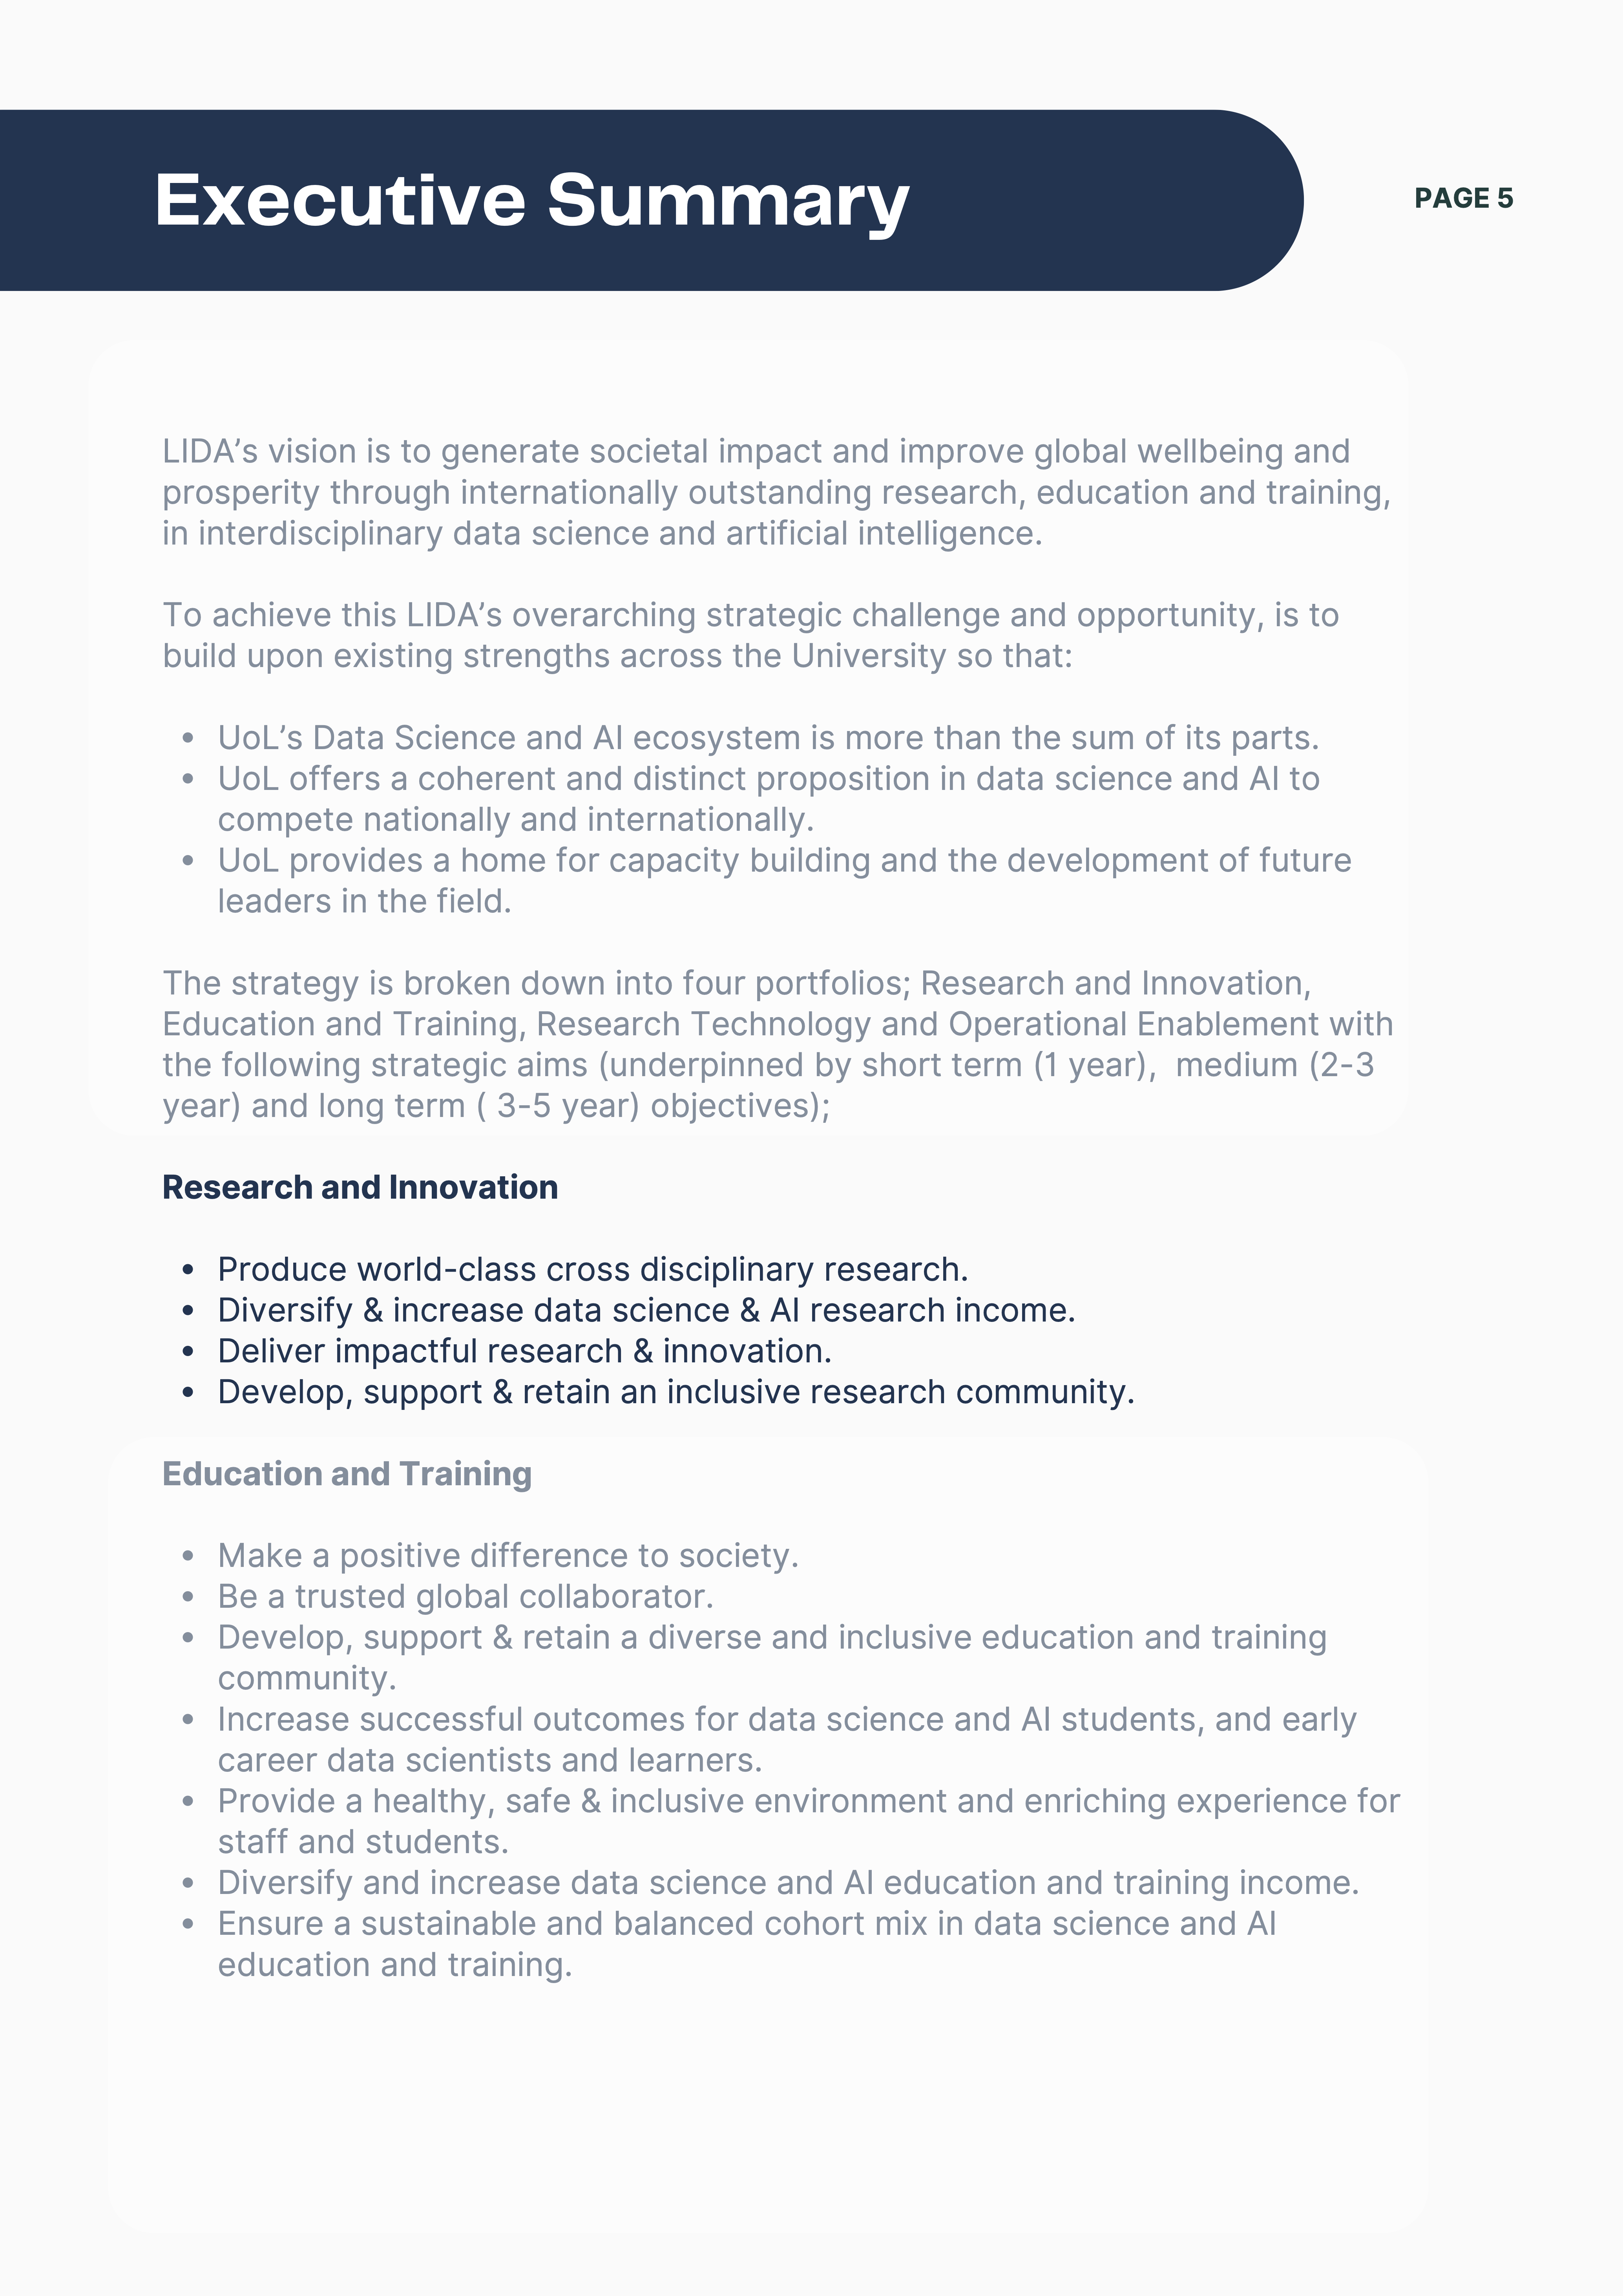 Executive Summary
PAGE 5
LIDA’s vision is to generate societal impact and improve global wellbeing and
prosperity through internationally outstanding research, education and training,
in interdisciplinary data science and artificial intelligence.
To achieve this LIDA’s overarching strategic challenge and opportunity, is to
build upon existing strengths across the University so that:
• UoL’s Data Science and AI ecosystem is more than the sum of its parts.
• UoL offers a coherent and distinct proposition in data science and AI to
compete nationally and internationally.
• UoL provides a home for capacity building and the development of future
leaders in the field.
The strategy is broken down into four portfolios; Research and Innovation,
Education and Training, Research Technology and Operational Enablement with
the following strategic aims (underpinned by short term (1 year),  medium (2-3
year) and long term ( 3-5 year) objectives);
Research and Innovation
• Produce world-class cross disciplinary research.
• Diversify & increase data science & AI research income.
• Deliver impactful research & innovation.
• Develop, support & retain an inclusive research community.
Education and Training
• Make a positive difference to society.
• Be a trusted global collaborator.
• Develop, support & retain a diverse and inclusive education and training
community.
• Increase successful outcomes for data science and AI students, and early
career data scientists and learners.
• Provide a healthy, safe & inclusive environment and enriching experience for
staff and students.
• Diversify and increase data science and AI education and training income.
• Ensure a sustainable and balanced cohort mix in data science and AI
education and training.